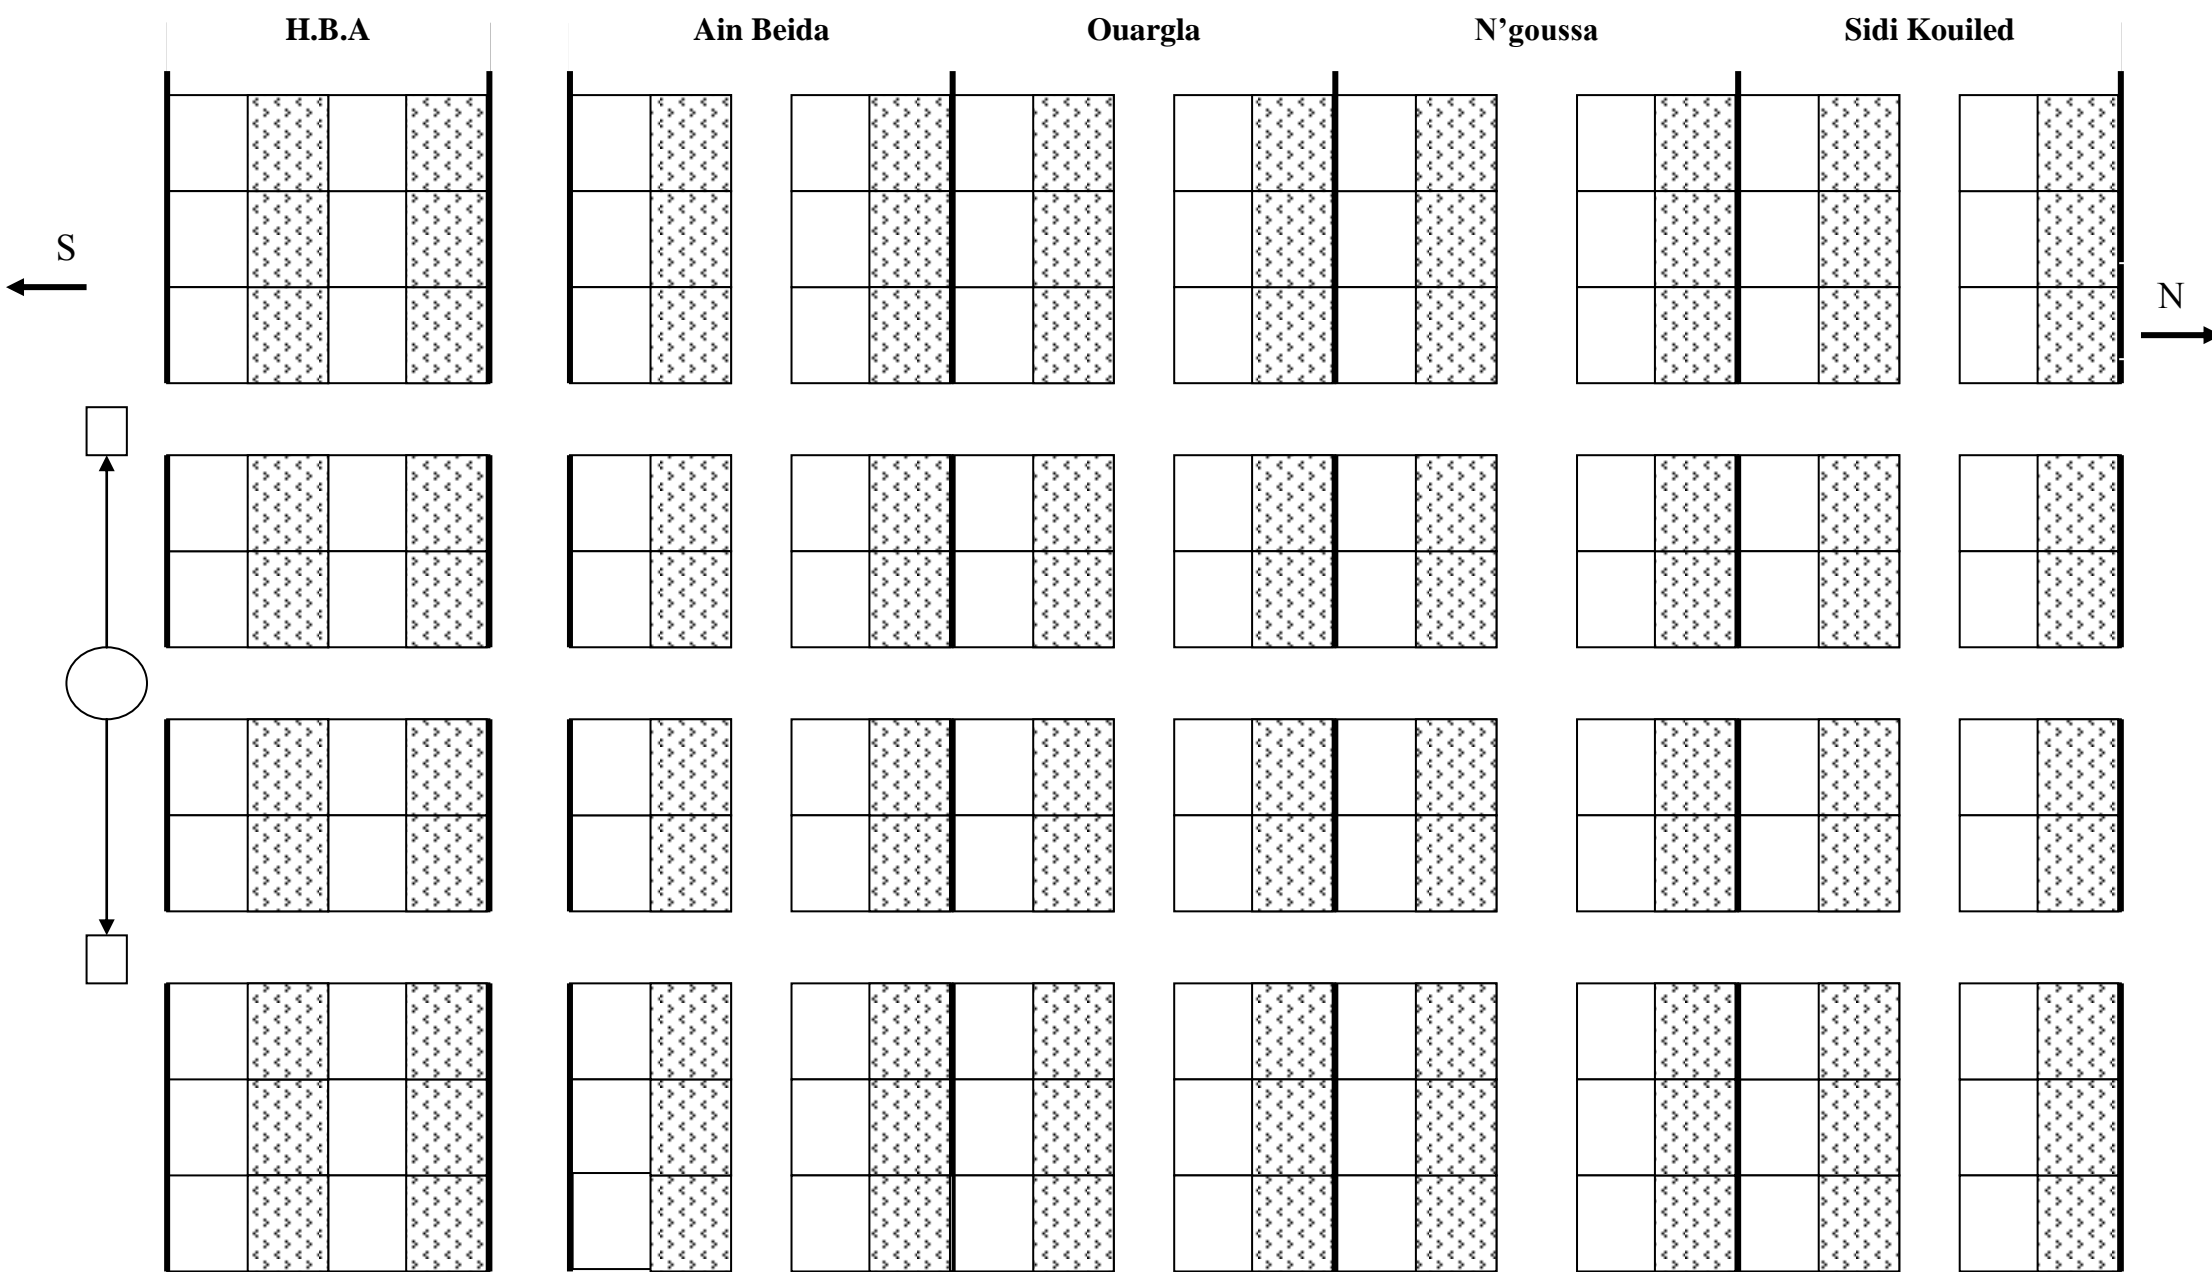 H.B.A
Ain Beida
Ouargla
N’goussa
Sidi Kouiled
S
N